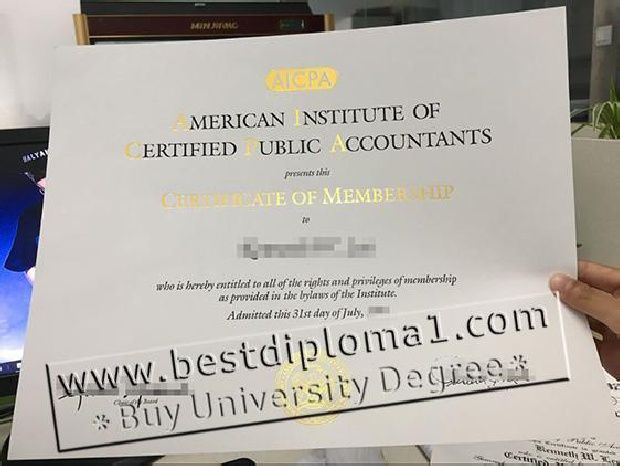 AICPA
AMERICAN INSTITUTE OF
CERTIFIED PUBLIC ACCOUNTANTS
presents this
CERTIFICATE OF MEMBERSHIP
to
who is hereby entitled to all of the rights and privileges of membership
as provided in the bylaws of the Institute.
Admitted this 31st day of July,
www.bestdiploma1.com
* Buy University Degree *